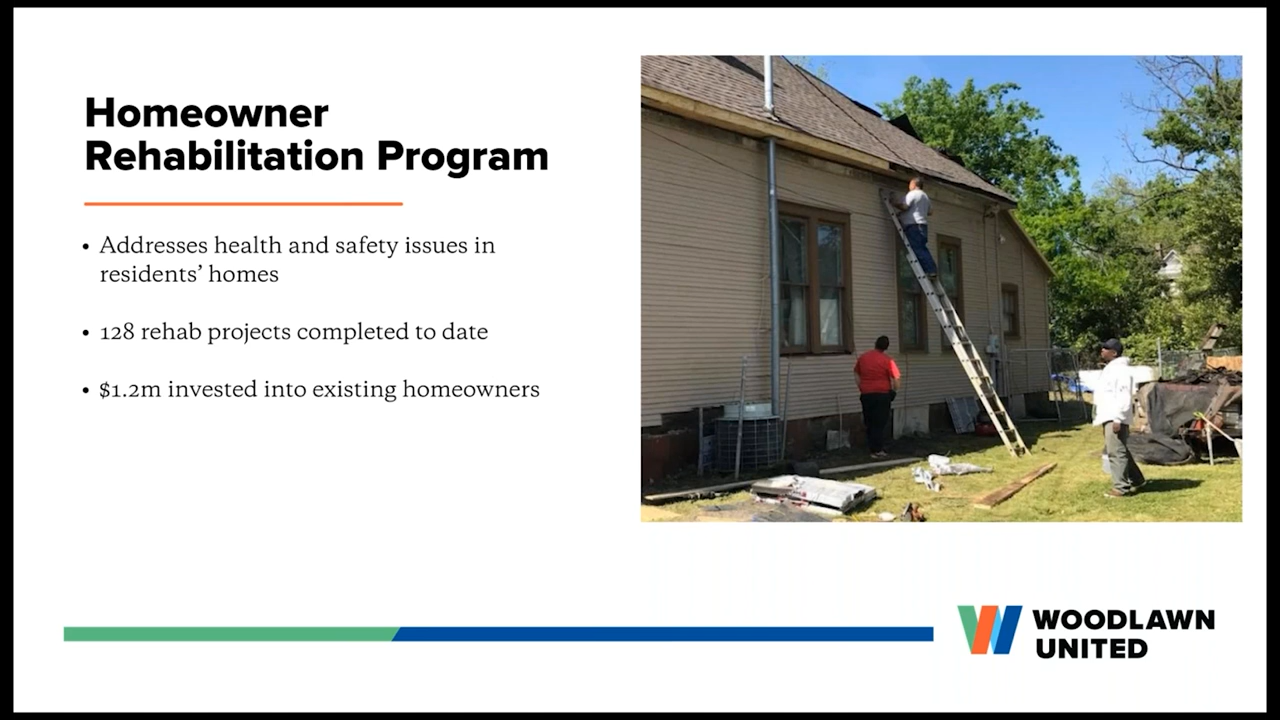 Homeowner
Rehabilitation Program
• Addresses health and safety issues in
residents’ homes
• 128 rehab projects completed to date
• $1.2m invested into existing homeowners
WOODLAWN
UNITED